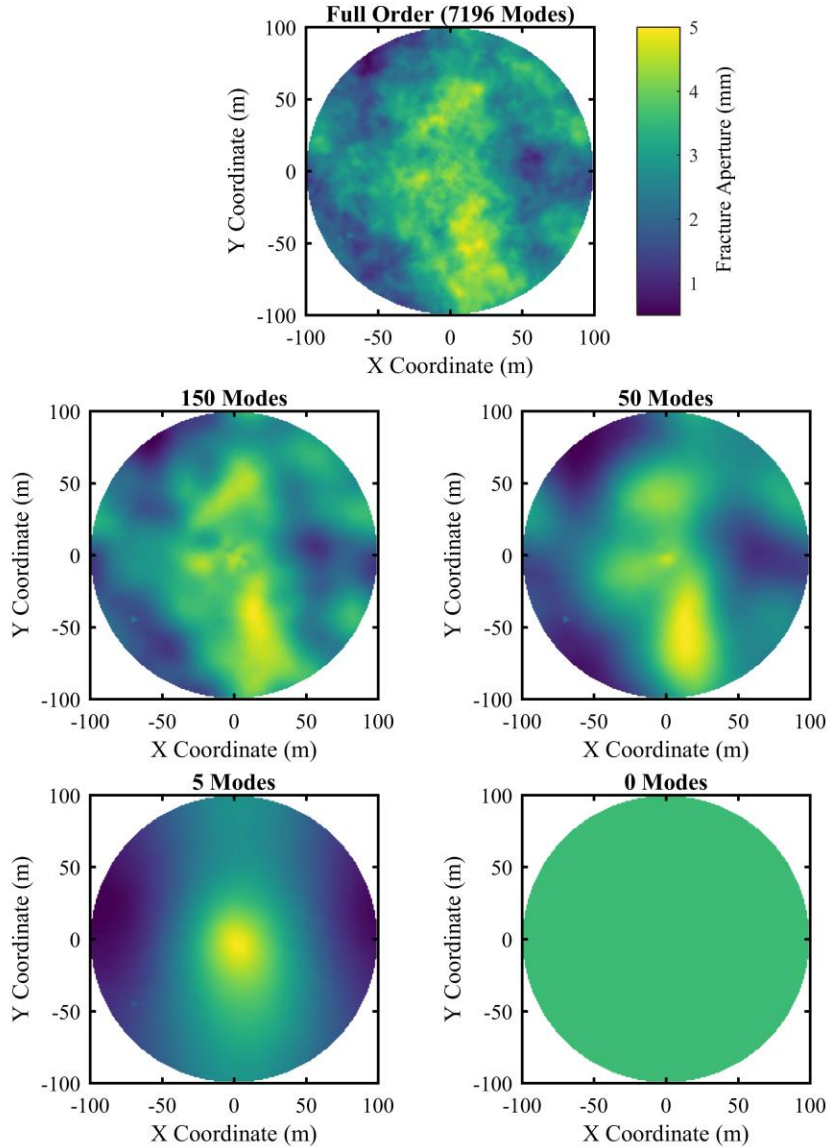 Full Order (7196 Modes)
100
50
0
-50
-100
Y Coordinate (m)
-100 -50 0 50 100
X Coordinate (m)
5
4
3
2
1
Fracture Aperture (mm)
150 Modes
100
50
0
-50
-100
Y Coordinate (m)
-100 -50 0 50 100
X Coordinate (m)
50 Modes
100
50
0
-50
-100
Y Coordinate (m)
-100 -50 0 50 100
X Coordinate (m)
5 Modes
100
50
0
-50
-100
Y Coordinate (m)
-100 -50 0 50 100
X Coordinate (m)
0 Modes
100
50
0
-50
-100
Y Coordinate (m)
-100 -50 0 50 100
X Coordinate (m)